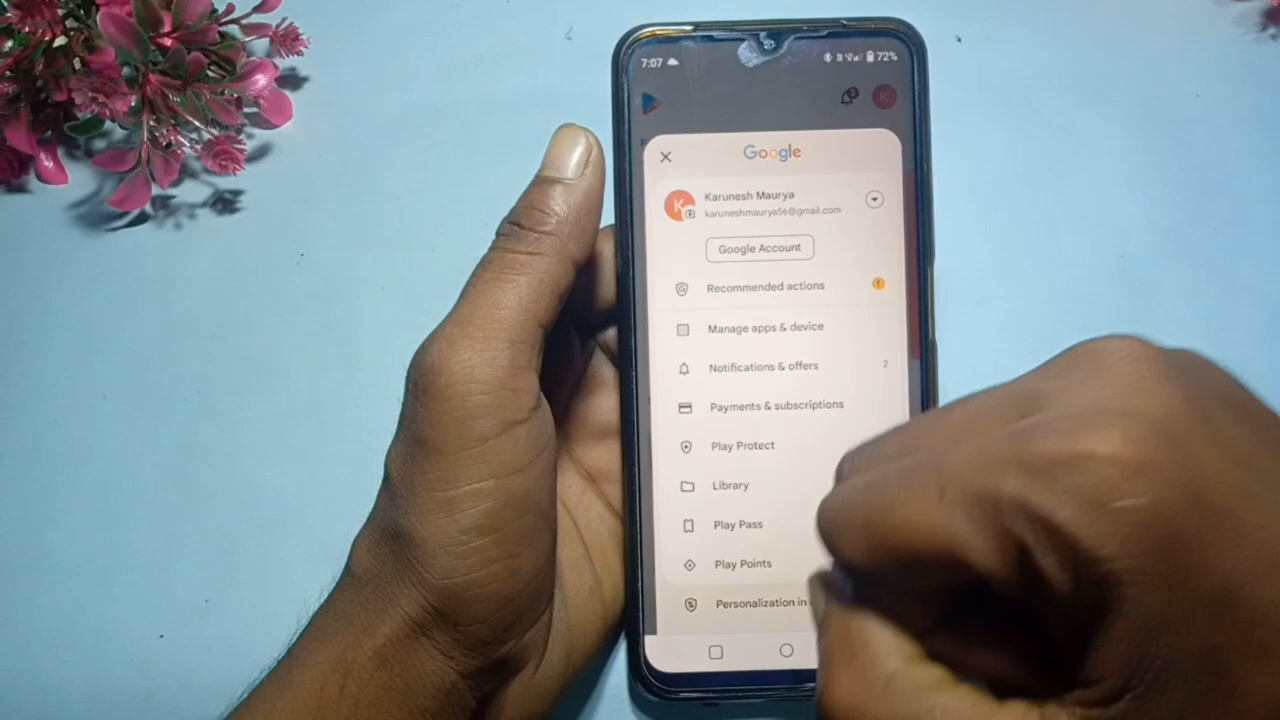 7:07 72%
Google
K Karunesh Maurya
karuneshmaurya56@gmail.com
Google Account
Recommended actions
Manage apps & device
Notifications & offers 2
Payments & subscriptions
Play Protect
Library
Play Pass
Play Points
Personalization in